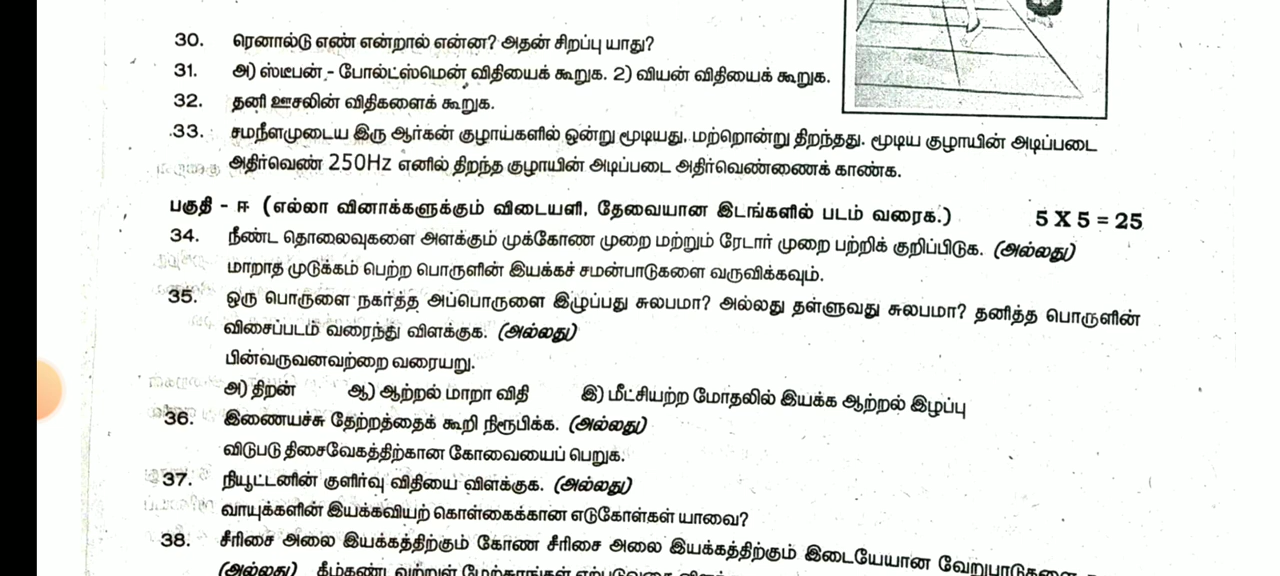 30. ரெனால்டு எண் என்றால் என்ன? அதன் சிறப்பு யாது?
31. அ) ஸ்டீபன் - போல்ட்ஸ்மென் விதியைக் கூறுக. 2) வியன் விதியைக் கூறுக.
32. தனி ஊசலின் விதிகளைக் கூறுக.
33. சமநீளமுடைய இரு ஆர்கன் குழாய்களில் ஒன்று மூடியது. மற்றொன்று திறந்தது. மூடிய குழாயின் அடிப்படை
அதிர்வெண் 250Hz எனில் திறந்த குழாயின் அடிப்படை அதிர்வெண்ணைக் காண்க.
பகுதி - ஈ (எல்லா வினாக்களுக்கும் விடையளி, தேவையான இடங்களில் படம் வரைக.) 5 X 5 = 25
34. நீண்ட தொலைவுகளை அளக்கும் முக்கோண முறை மற்றும் ரேடார் முறை பற்றிக் குறிப்பிடுக. (அல்லது)
மாறாத முடுக்கம் பெற்ற பொருளின் இயக்கச் சமன்பாடுகளை வருவிக்கவும்.
35. ஒரு பொருளை நகர்த்த அப்பொருளை இழுப்பது சுலபமா? அல்லது தள்ளுவது சுலபமா? தனித்த பொருளின்
விசைப்படம் வரைந்து விளக்குக. (அல்லது)
பின்வருவனவற்றை வரையறு.
அ) திறன் ஆ) ஆற்றல் மாறா விதி இ) மீட்சியற்ற மோதலில் இயக்க ஆற்றல் இழப்பு
36. இணையச்சு தேற்றத்தைக் கூறி நிரூபிக்க. (அல்லது)
விடுபடு திசைவேகத்திற்கான கோவையைப் பெறுக.
37. நியூட்டனின் குளிர்வு விதியை விளக்குக. (அல்லது)
வாயுக்களின் இயக்கவியற் கொள்கைக்கான எடுகோள்கள் யாவை?
38. சீரிசை அலை இயக்கத்திற்கும் கோண சீரிசை அலை இயக்கத்திற்கும் இடையேயான வேறுபாடுகளை
(அல்லது)